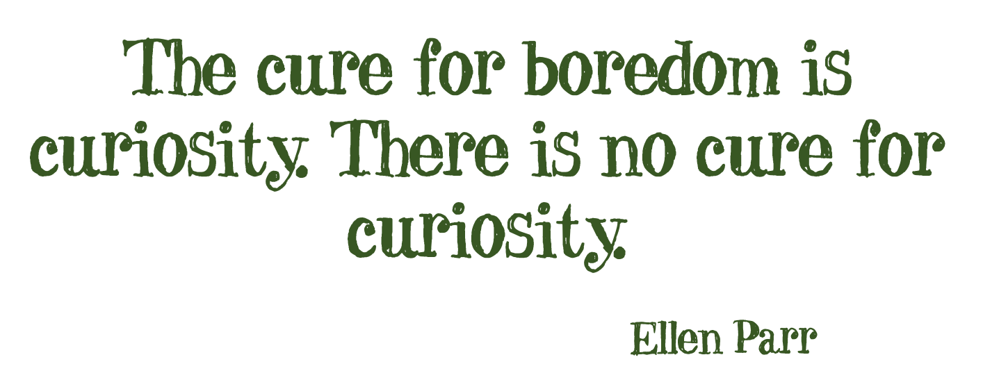 The cure for boredom is
curiosity. There is no cure for
curiosity.
Ellen Parr